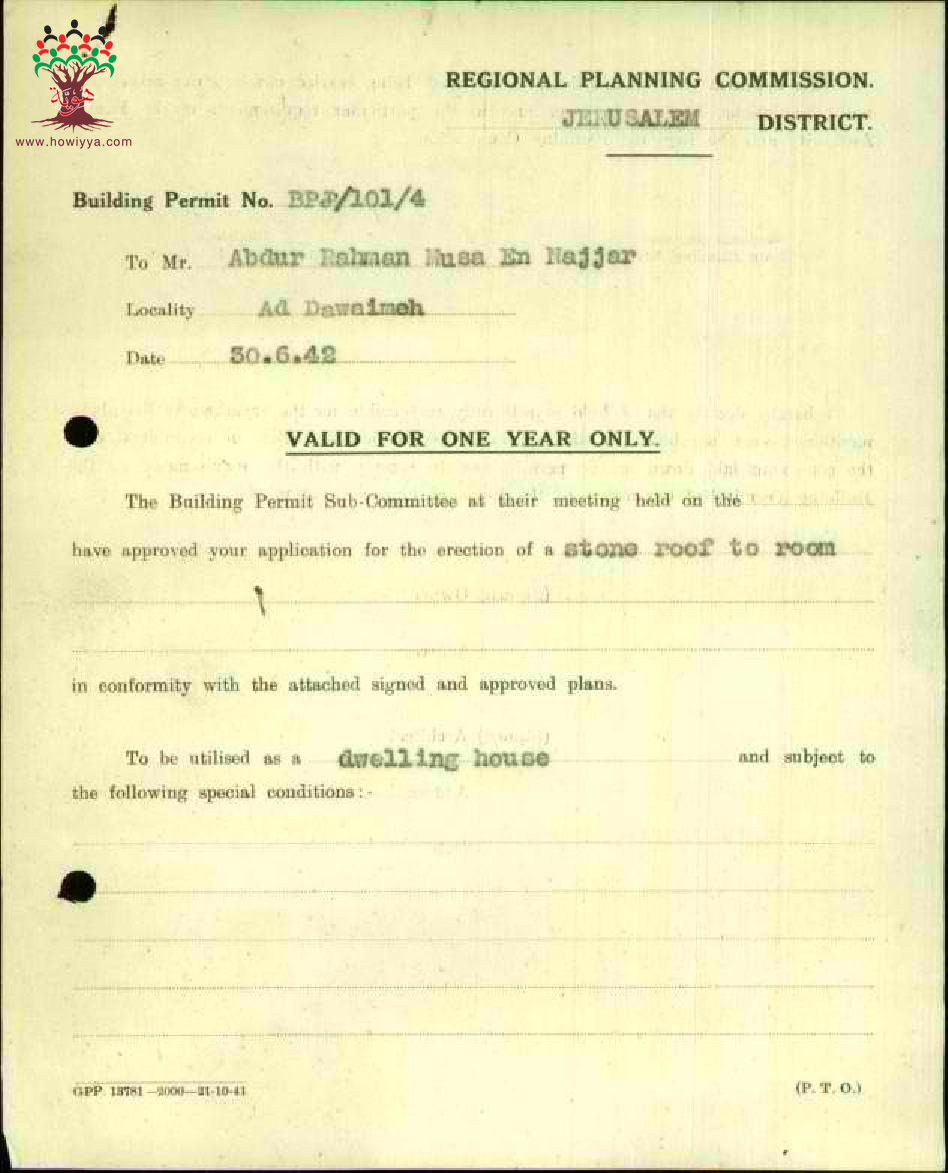 REGIONAL PLANNING COMMISSION.
JERUSALEM DISTRICT.
www.howiyya.com
Building Permit No. BPJ/101/4
To Mr. Abdur Rahman Musa En Najjar
Locality Ad Dawaimeh
Date 30.6.42
VALID FOR ONE YEAR ONLY.
The Building Permit Sub-Committee at their meeting held on the
have approved your application for the erection of a stone roof to room
in conformity with the attached signed and approved plans.
To be utilised as a dwelling house and subject to
the following special conditions:-
GPP. 13781—2000—21-10-41 (P. T. O.)